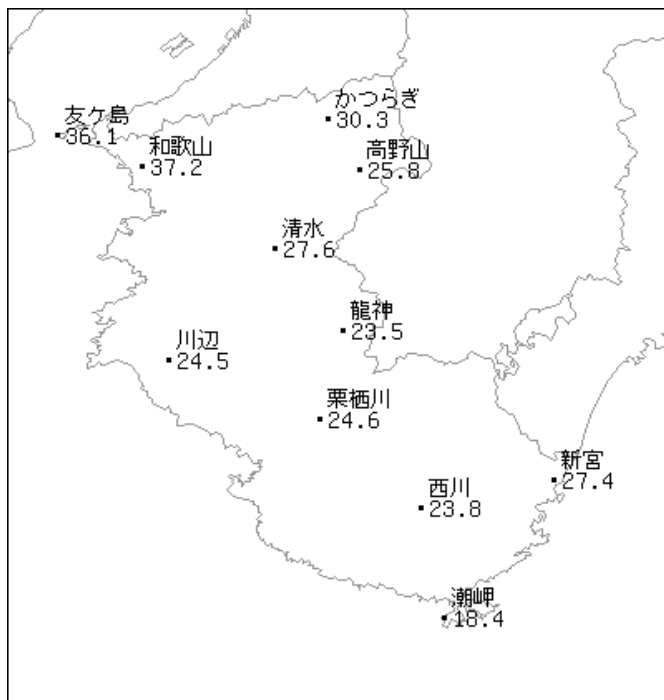 かつらぎ
30.3
友ケ島
36.1
和歌山
37.2
高野山
25.8
清水
27.6
龍神
23.5
川辺
24.5
栗栖川
24.6
新宮
27.4
西川
23.8
潮岬
18.4